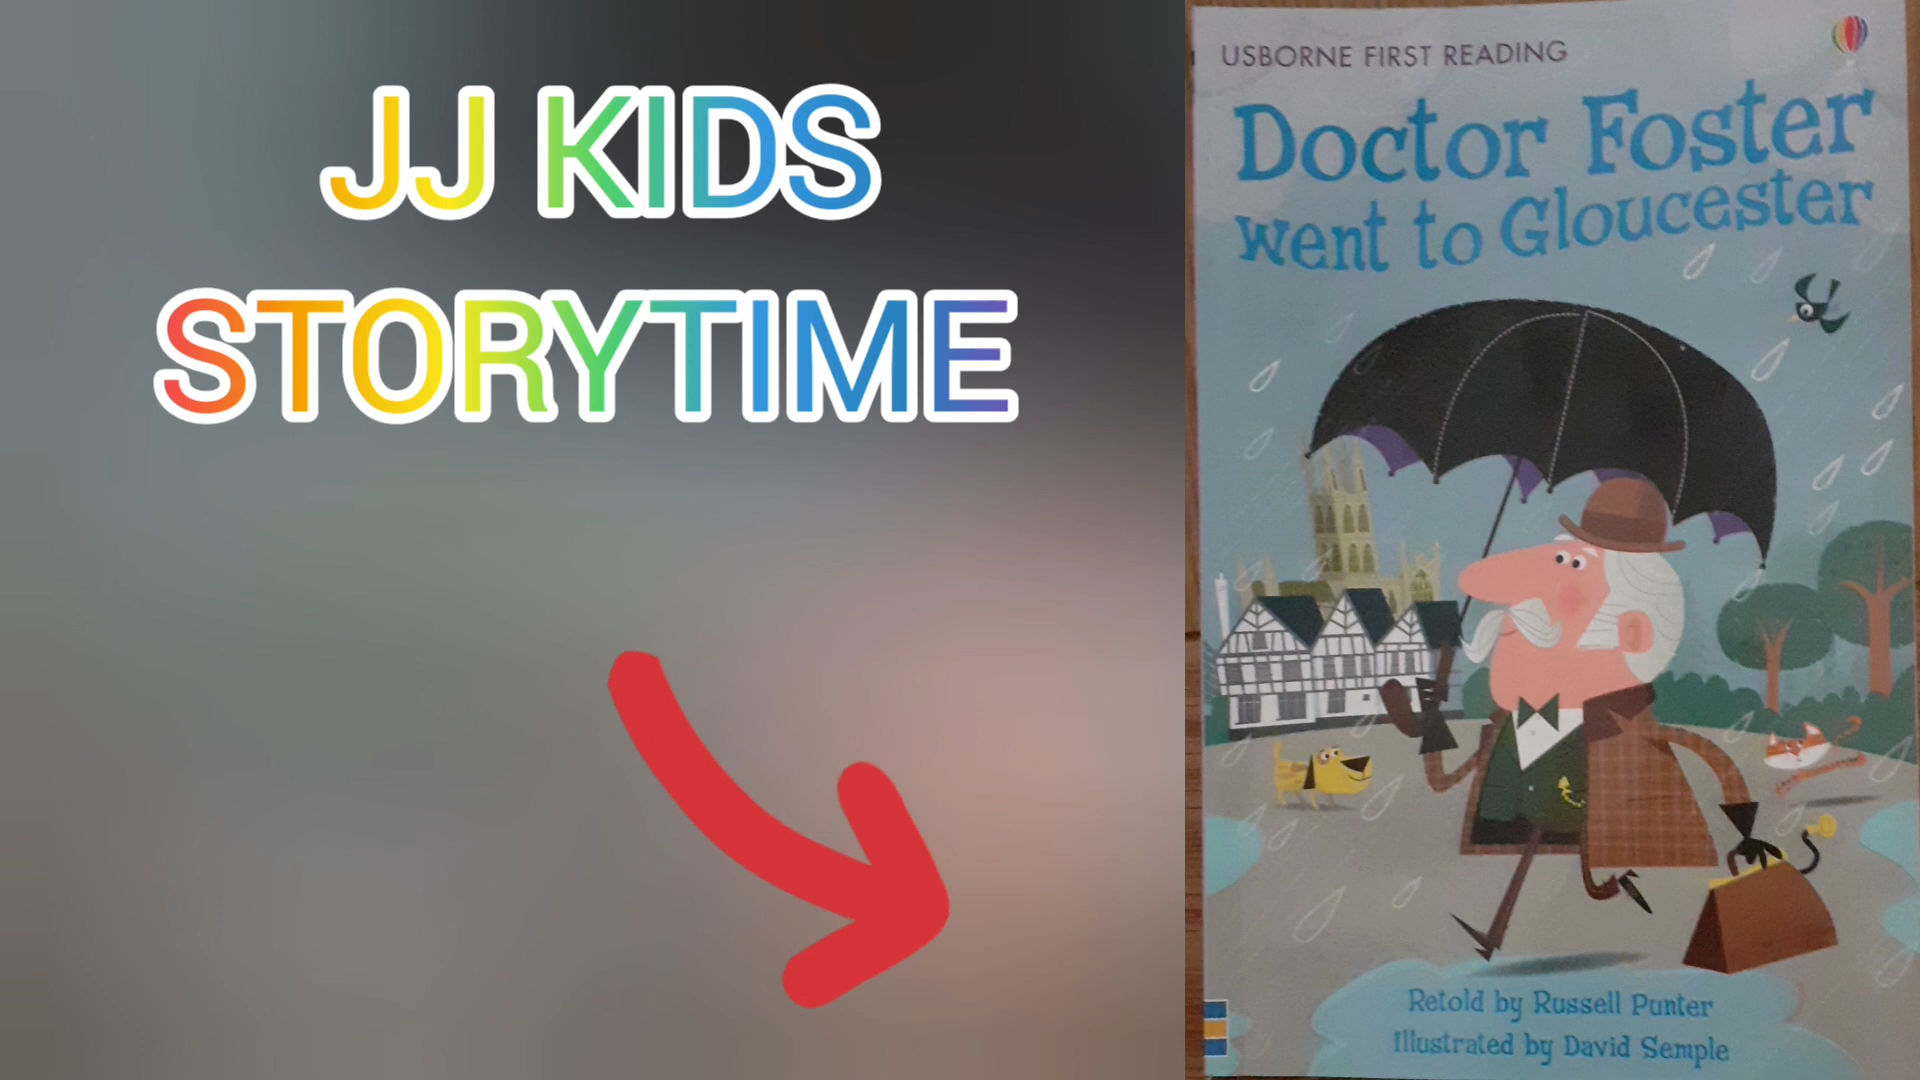 JJ KIDS
STORYTIME
USBORNE FIRST READING
Doctor Foster
went to Gloucester
Retold by Russell Punter
Illustrated by David Semple